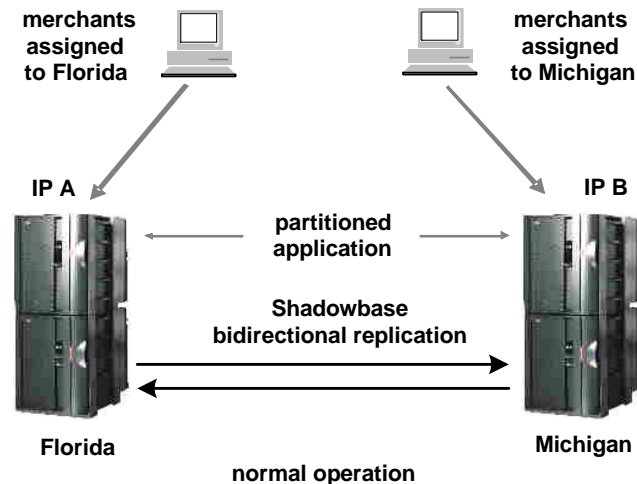 merchants
assigned
to Florida
merchants
assigned
to Michigan
IP A
IP B
partitioned
application
Shadowbase
bidirectional replication
Florida
Michigan
normal operation